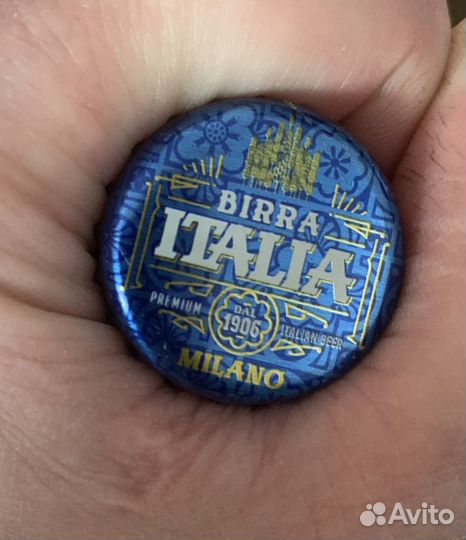 BIRRA
ITALIA
PREMIUM
DAL
1906
ITALIAN BEER
MILANO
Avito